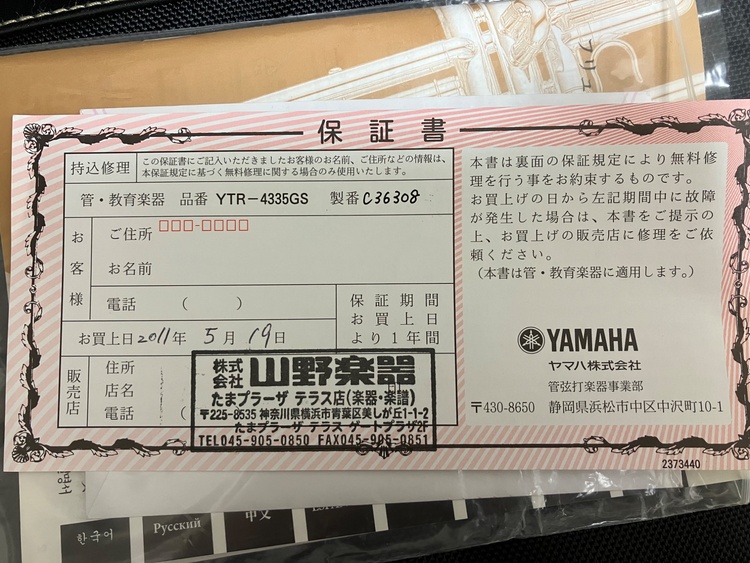 フリュ
保証書
持込修理
この保証書にご記入いただきましたお客様のお名前、ご住所などの情報は、
本保証規定に基づく無料修理に関する場合のみ使用いたします。
管・教育楽器 品番 YTR-4335GS 製番 C36308
お客様
ご住所
お名前
電話 ( )
保証期間
お買上日
より1年間
お買上日 2011年 5月 19日
販売店
住所
店名
電話
株式会社 山野楽器
たまプラーザ テラス店(楽器・楽譜)
〒225-8535 神奈川県横浜市青葉区美しが丘1-1-2
たまプラーザ テラス ゲートプラザ2F
TEL045-905-0850 FAX045-905-0851
本書は裏面の保証規定により無料修
理を行う事をお約束するものです。
お買上げの日から左記期間中に故障
が発生した場合は、本書をご提示の
上、お買上げの販売店に修理をご依
頼ください。
(本書は管・教育楽器に適用します。)
YAMAHA
ヤマハ株式会社
管弦打楽器事業部
〒430-8650 静岡県浜松市中区中沢町10-1
2373440
한국어
Русский
中文